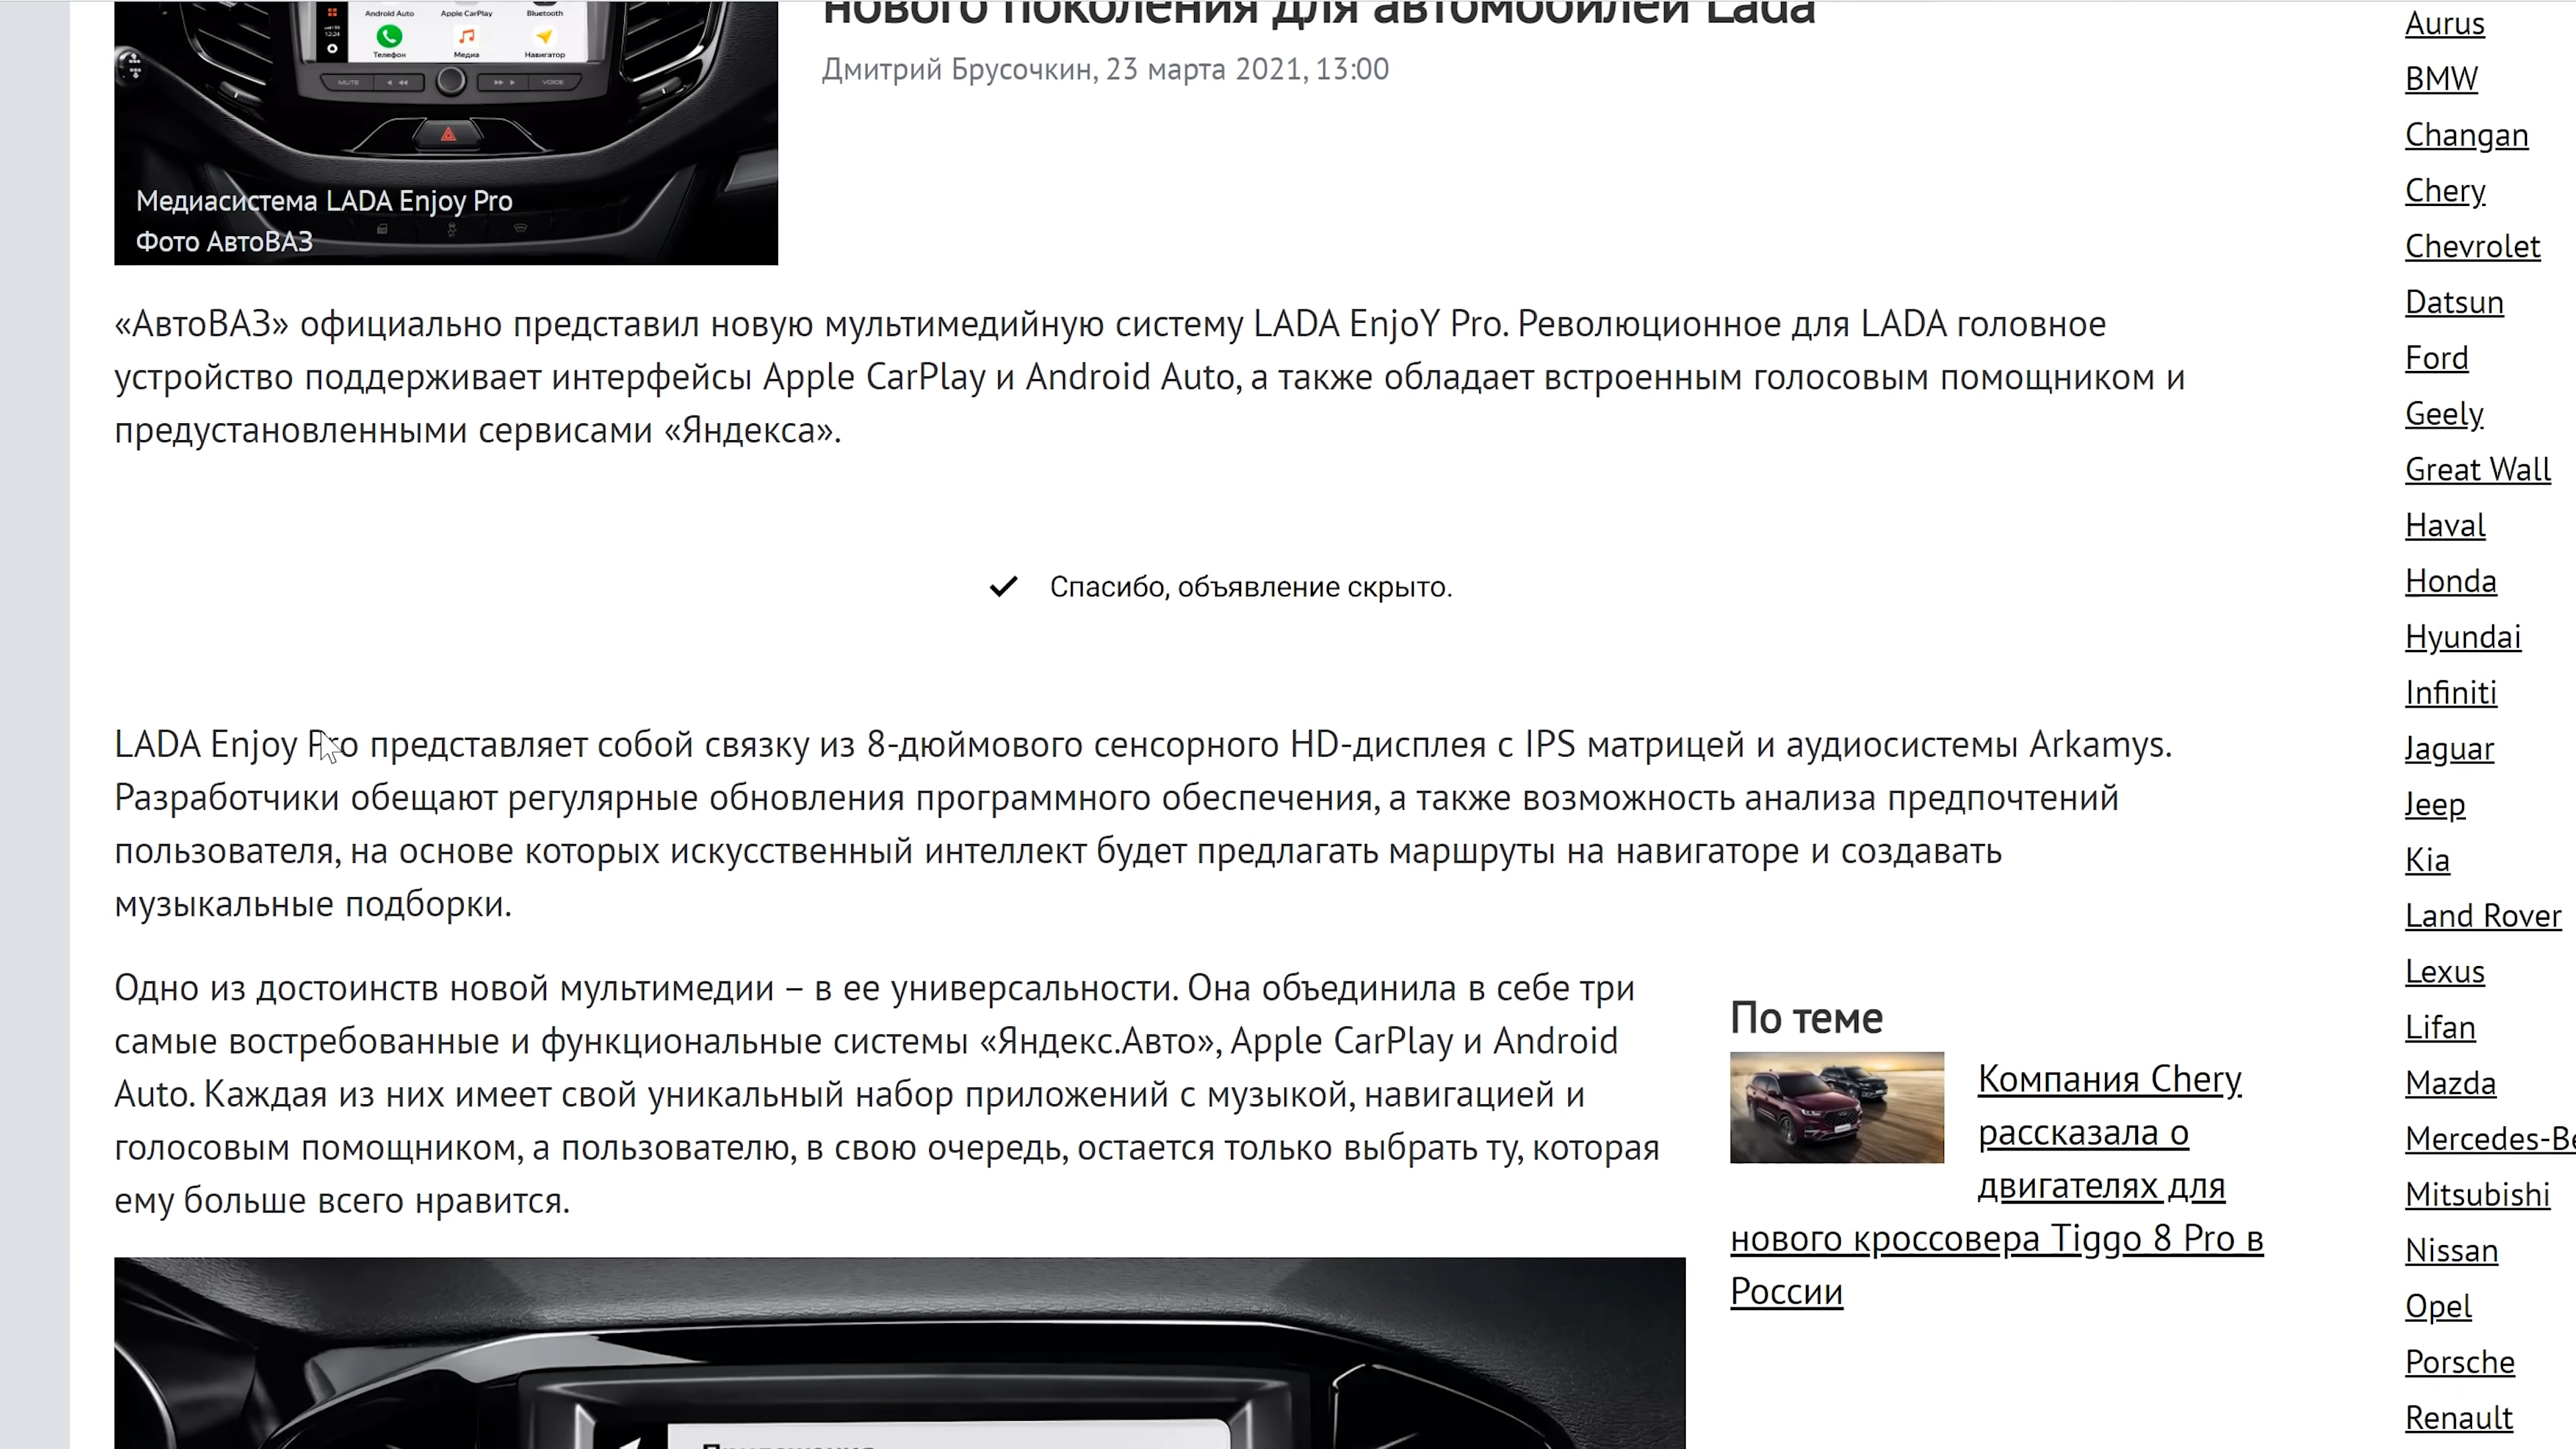 нового поколения для автомобилей Lada
Дмитрий Брусочкин, 23 марта 2021, 13:00
Android Auto
Apple CarPlay
Bluetooth
12:24
Телефон
Медиа
Навигатор
MUTE
VOICE
Медиасистема LADA Enjoy Pro
Фото АвтоВАЗ
«АвтоВАЗ» официально представил новую мультимедийную систему LADA EnjoY Pro. Революционное для LADA головное
устройство поддерживает интерфейсы Apple CarPlay и Android Auto, а также обладает встроенным голосовым помощником и
предустановленными сервисами «Яндекса».
Спасибо, объявление скрыто.
LADA Enjoy Pro представляет собой связку из 8-дюймового сенсорного HD-дисплея с IPS матрицей и аудиосистемы Arkamys.
Разработчики обещают регулярные обновления программного обеспечения, а также возможность анализа предпочтений
пользователя, на основе которых искусственный интеллект будет предлагать маршруты на навигаторе и создавать
музыкальные подборки.
Одно из достоинств новой мультимедии – в ее универсальности. Она объединила в себе три
самые востребованные и функциональные системы «Яндекс.Авто», Apple CarPlay и Android
Auto. Каждая из них имеет свой уникальный набор приложений с музыкой, навигацией и
голосовым помощником, а пользователю, в свою очередь, остается только выбрать ту, которая
ему больше всего нравится.
По теме
Компания Chery
рассказала о
двигателях для
нового кроссовера Tiggo 8 Pro в
России
Aurus
BMW
Changan
Chery
Chevrolet
Datsun
Ford
Geely
Great Wall
Haval
Honda
Hyundai
Infiniti
Jaguar
Jeep
Kia
Land Rover
Lexus
Lifan
Mazda
Mercedes-Be
Mitsubishi
Nissan
Opel
Porsche
Renault